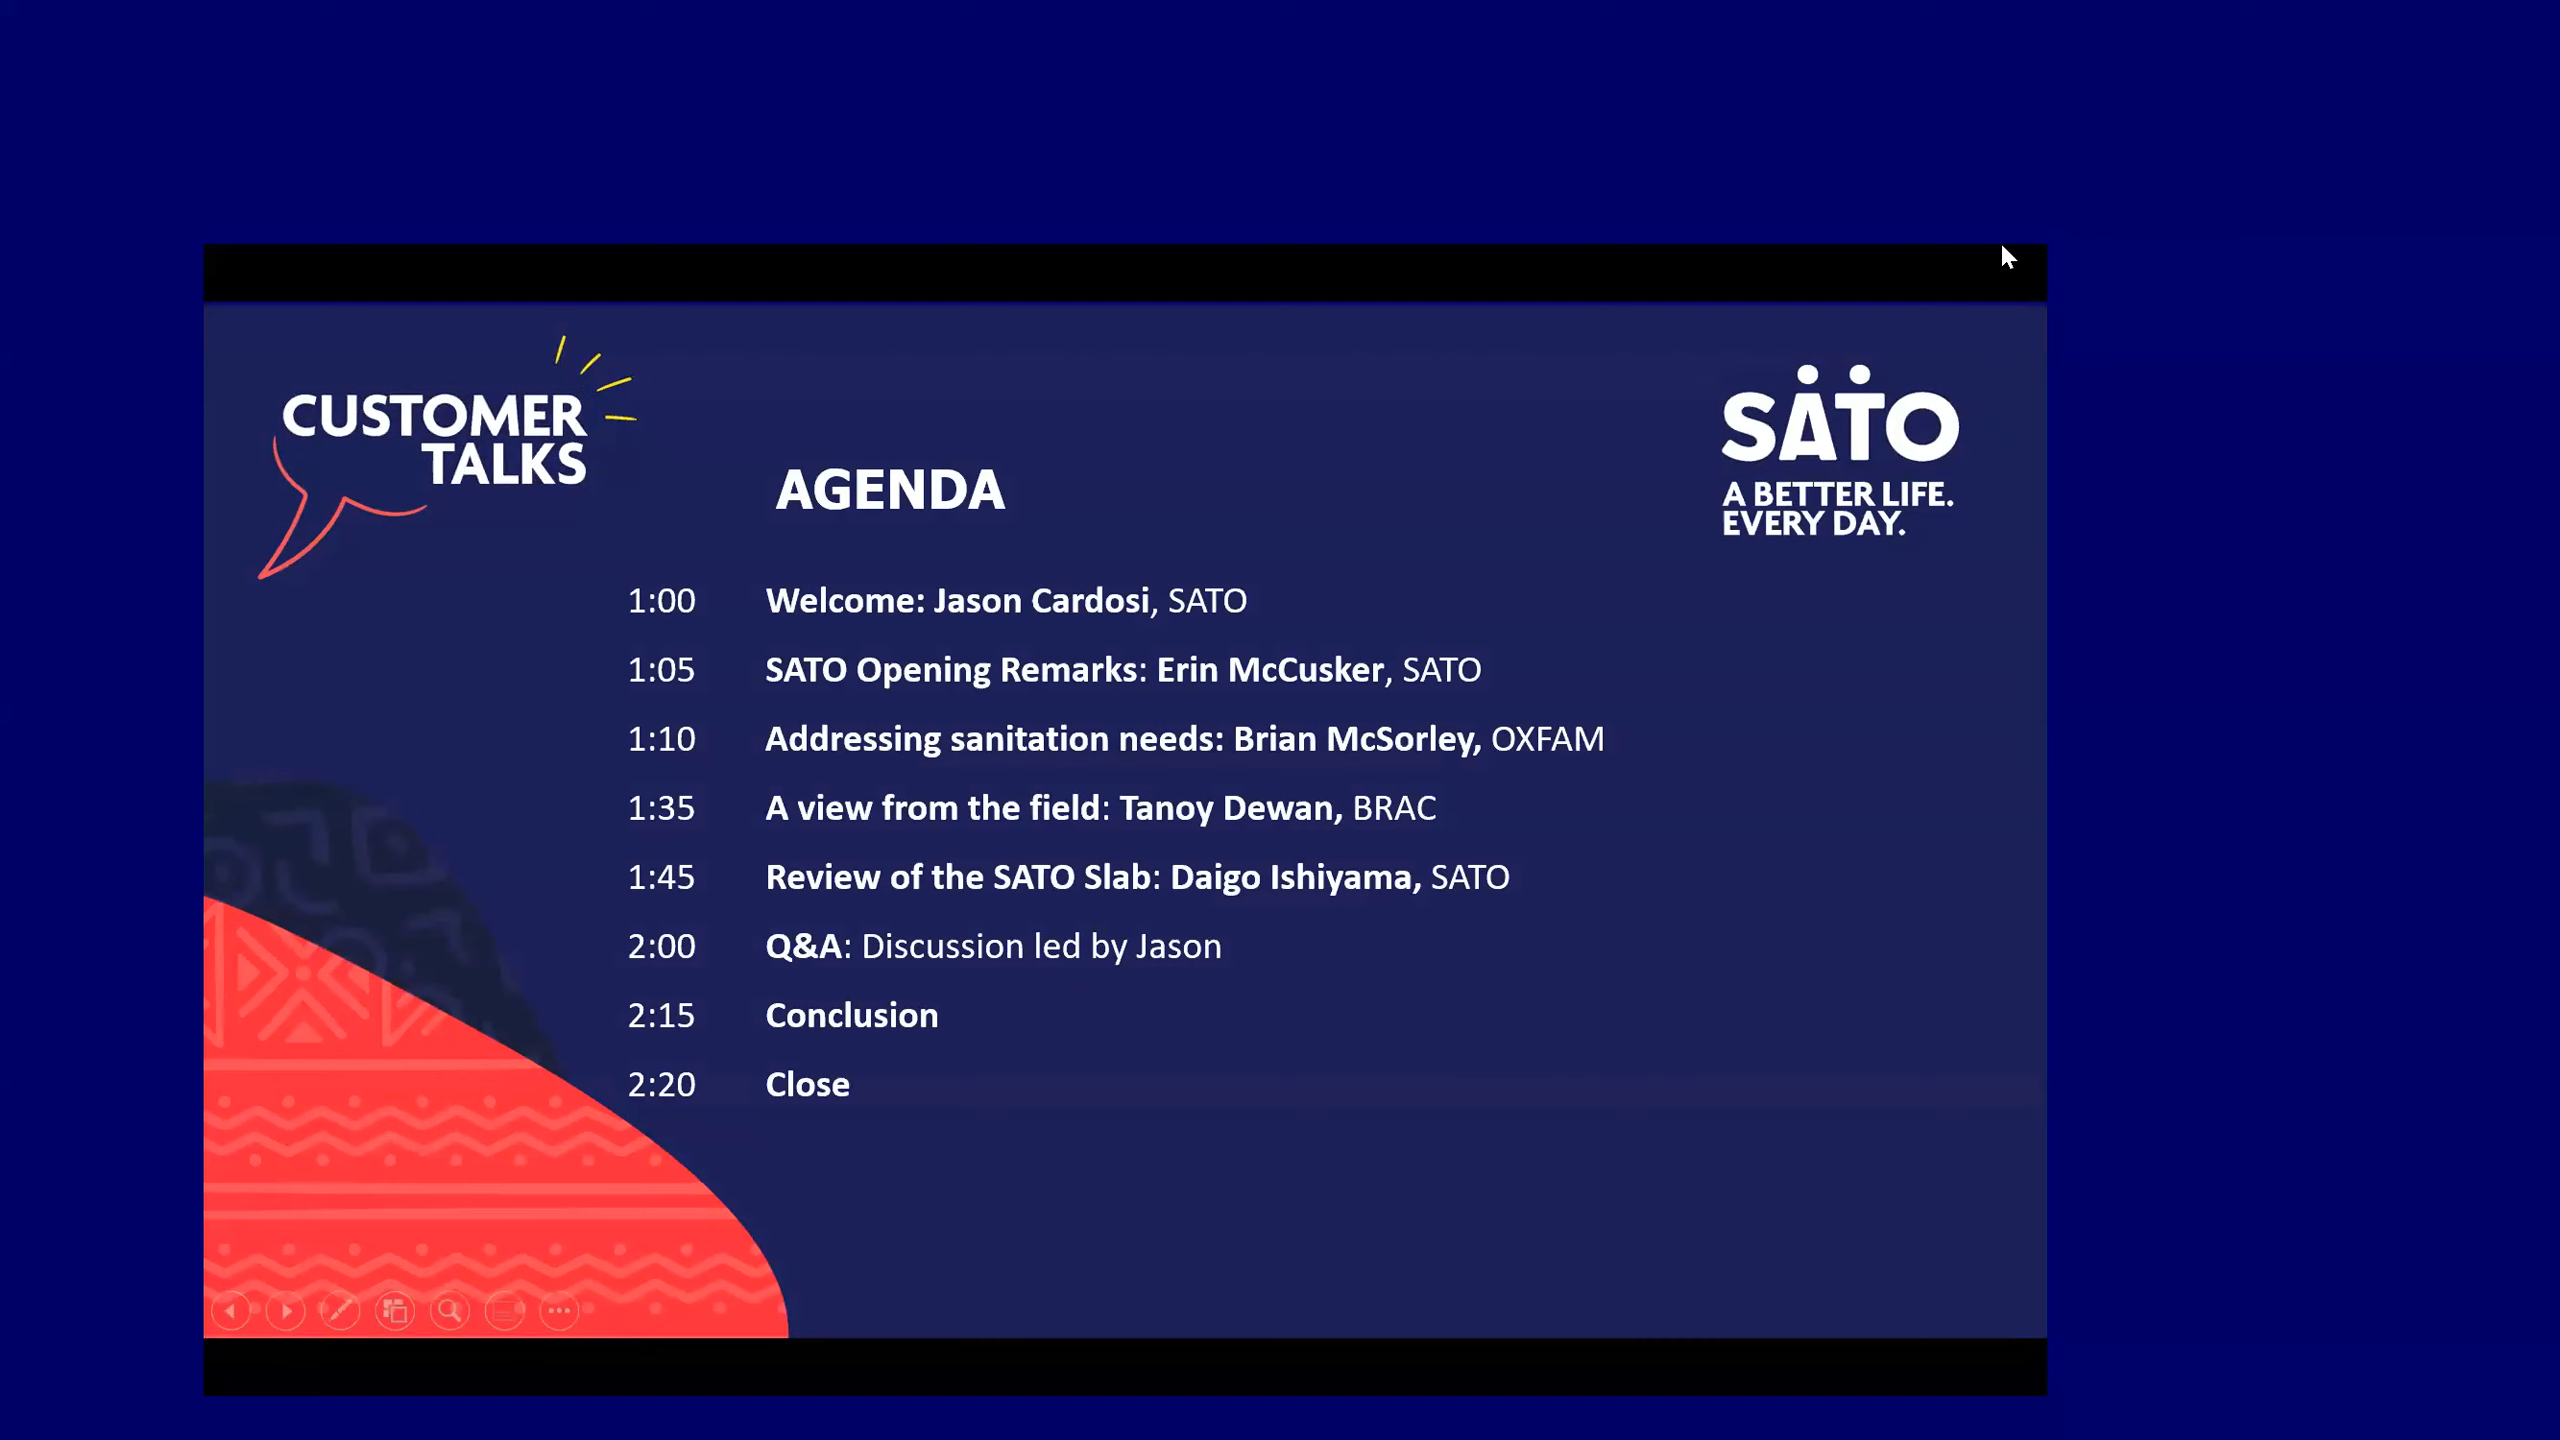 CUSTOMER
TALKS
SATO
A BETTER LIFE.
EVERY DAY.
AGENDA
1:00 Welcome: Jason Cardosi, SATO
1:05 SATO Opening Remarks: Erin McCusker, SATO
1:10 Addressing sanitation needs: Brian McSorley, OXFAM
1:35 A view from the field: Tanoy Dewan, BRAC
1:45 Review of the SATO Slab: Daigo Ishiyama, SATO
2:00 Q&A: Discussion led by Jason
2:15 Conclusion
2:20 Close